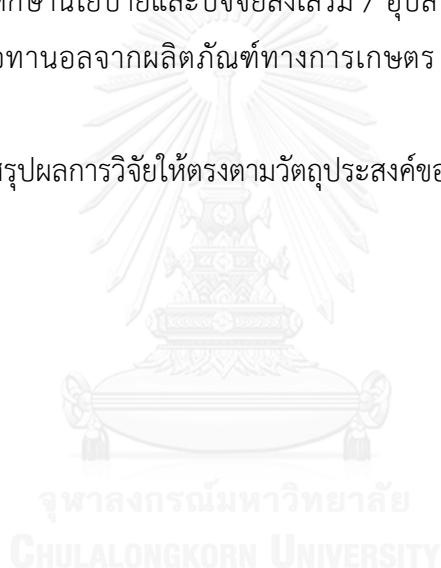 ศึกษานโยบายและปัจจัยส่งเสริม / อุปส
อทานอลจากผลิตภัณฑ์ทางการเกษตร
สรุปผลการวิจัยให้ตรงตามวัตถุประสงค์ขอ
จุฬาลงกรณ์มหาวิทยาลัย
CHULALONGKORN UNIVERSITY